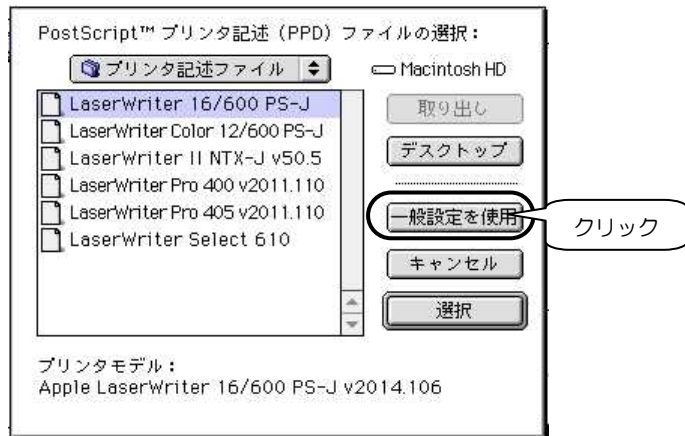 PostScript™ プリンタ記述（PPD）ファイルの選択：
プリンタ記述ファイル
Macintosh HD
LaserWriter 16/600 PS-J
LaserWriter Color 12/600 PS-J
LaserWriter II NTX-J v50.5
LaserWriter Pro 400 v2011.110
LaserWriter Pro 405 v2011.110
LaserWriter Select 610
取り出し
デスクトップ
一般設定を使用
クリック
キャンセル
選択
プリンタモデル：
Apple LaserWriter 16/600 PS-J v2014.106